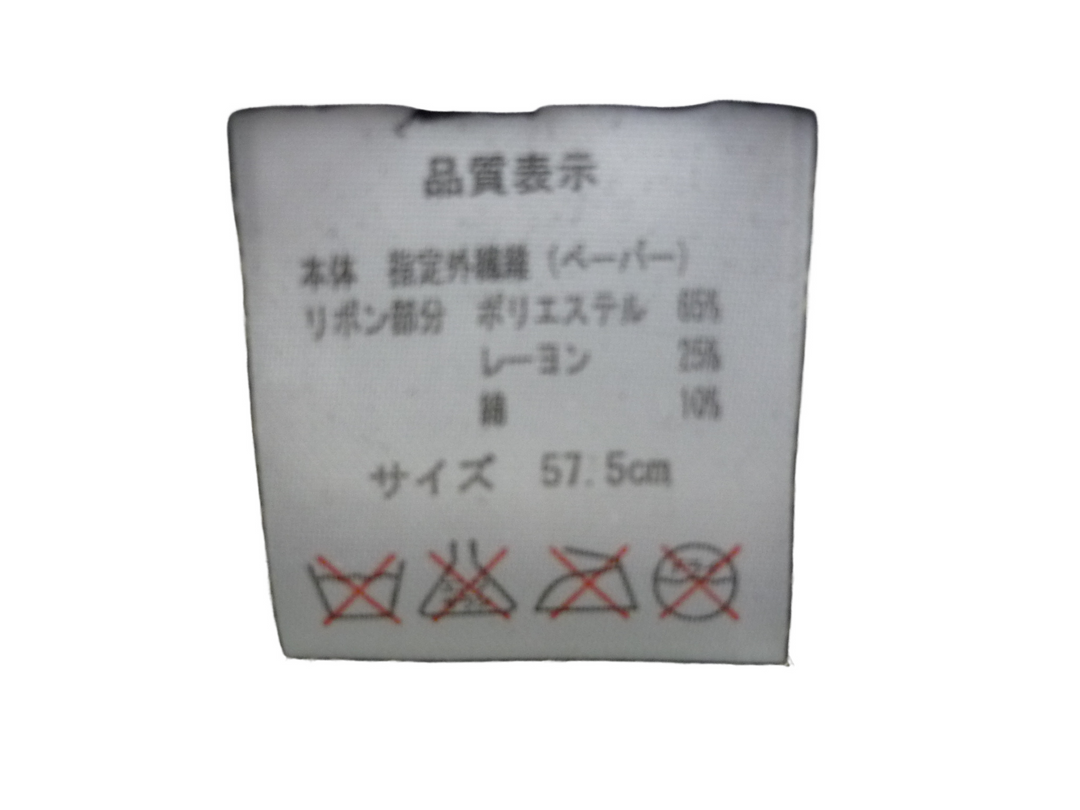 品質表示
本体 指定外繊維（ペーパー）
リボン部分 ポリエステル 65%
レーヨン 25%
綿 10%
サイズ 57.5cm